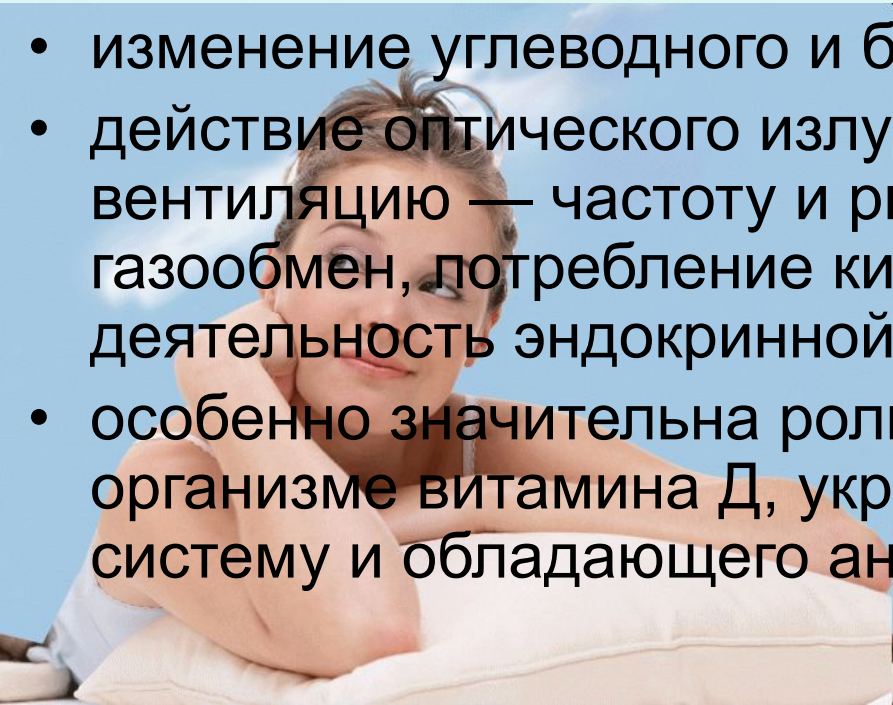 • изменение углеводного и б
• действие оптического излу
вентиляцию — частоту и ри
газообмен, потребление ки
деятельность эндокринной
• особенно значительна рол
организме витамина Д, укр
систему и обладающего ан